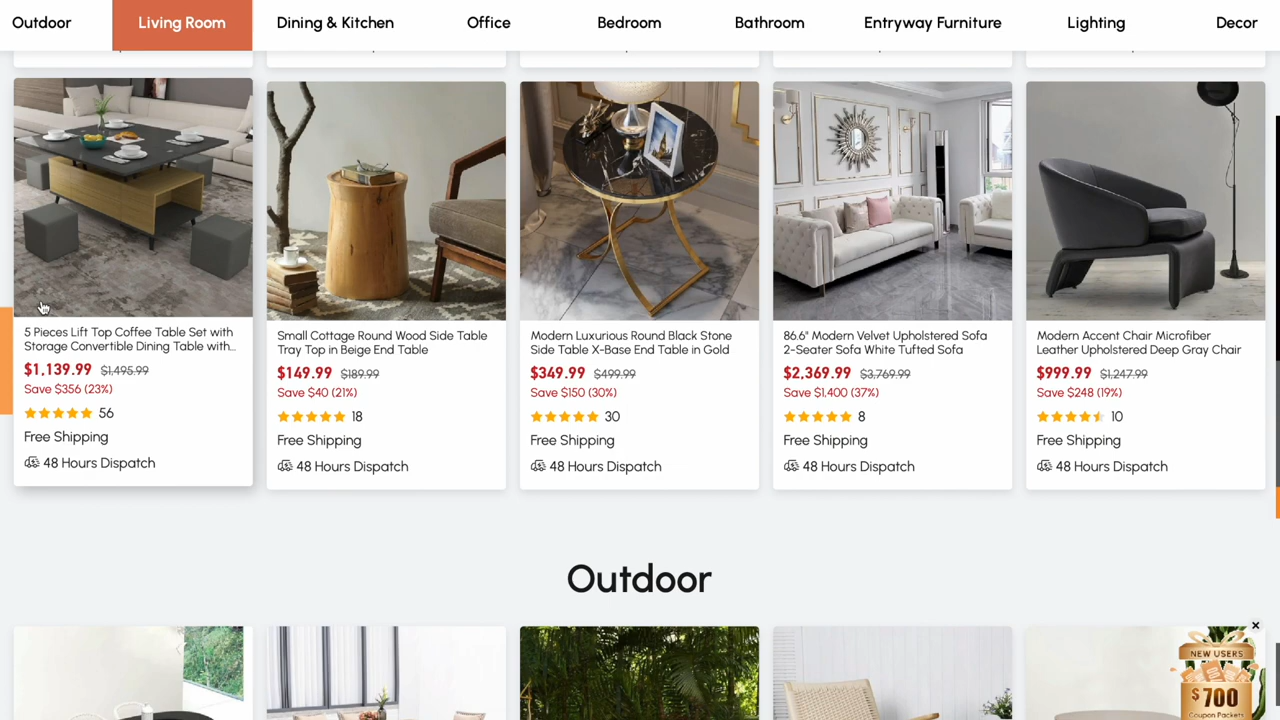 Outdoor
Living Room
Dining & Kitchen
Office
Bedroom
Bathroom
Entryway Furniture
Lighting
Decor
5 Pieces Lift Top Coffee Table Set with
Storage Convertible Dining Table with...
$1,139.99 $1,495.99
Save $356 (23%)
56
Free Shipping
48 Hours Dispatch
Small Cottage Round Wood Side Table
Tray Top in Beige End Table
$149.99 $189.99
Save $40 (21%)
18
Free Shipping
48 Hours Dispatch
Modern Luxurious Round Black Stone
Side Table X-Base End Table in Gold
$349.99 $499.99
Save $150 (30%)
30
Free Shipping
48 Hours Dispatch
86.6" Modern Velvet Upholstered Sofa
2-Seater Sofa White Tufted Sofa
$2,369.99 $3,769.99
Save $1,400 (37%)
8
Free Shipping
48 Hours Dispatch
Modern Accent Chair Microfiber
Leather Upholstered Deep Gray Chair
$999.99 $1,247.99
Save $248 (19%)
10
Free Shipping
48 Hours Dispatch
Outdoor
NEW USERS
$700
Coupon Packets